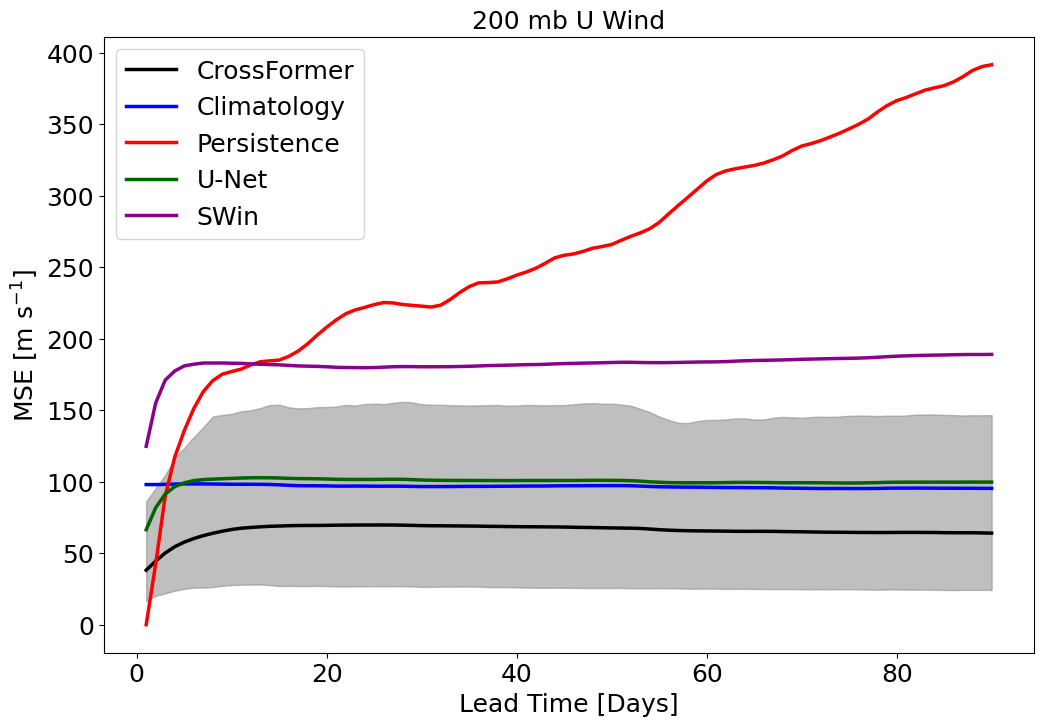 200 mb U Wind
CrossFormer
Climatology
Persistence
U-Net
SWin
MSE [m s⁻¹]
400
350
300
250
200
150
100
50
0
0 20 40 60 80
Lead Time [Days]